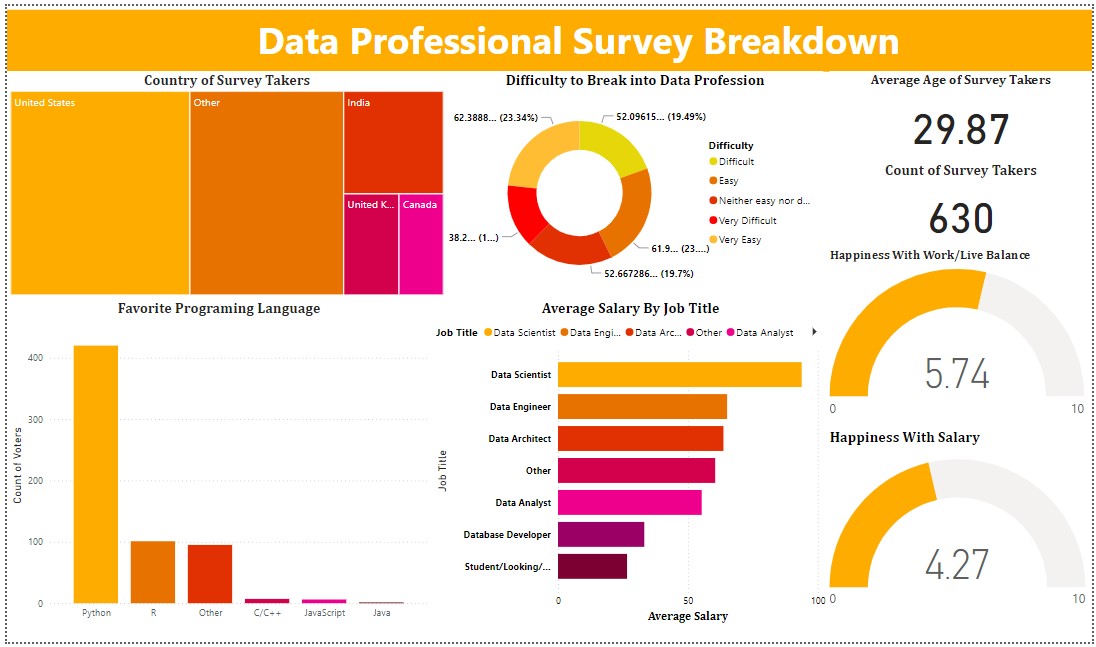 Data Professional Survey Breakdown
Country of Survey Takers
United States
Other
India
United K...
Canada
Difficulty to Break into Data Profession
62.3888... (23.34%)
52.09615... (19.49%)
38.2... (1...)
61.9... (23....)
52.667286... (19.7%)
Difficulty
Difficult
Easy
Neither easy nor d...
Very Difficult
Very Easy
Average Age of Survey Takers
29.87
Count of Survey Takers
630
Happiness With Work/Live Balance
5.74
0
10
Favorite Programing Language
Count of Voters
400
300
200
100
0
Python
R
Other
C/C++
JavaScript
Java
Average Salary By Job Title
Job Title
Data Scientist
Data Engi...
Data Arc...
Other
Data Analyst
Job Title
Data Scientist
Data Engineer
Data Architect
Other
Data Analyst
Database Developer
Student/Looking/...
0
50
100
Average Salary
Happiness With Salary
4.27
0
10